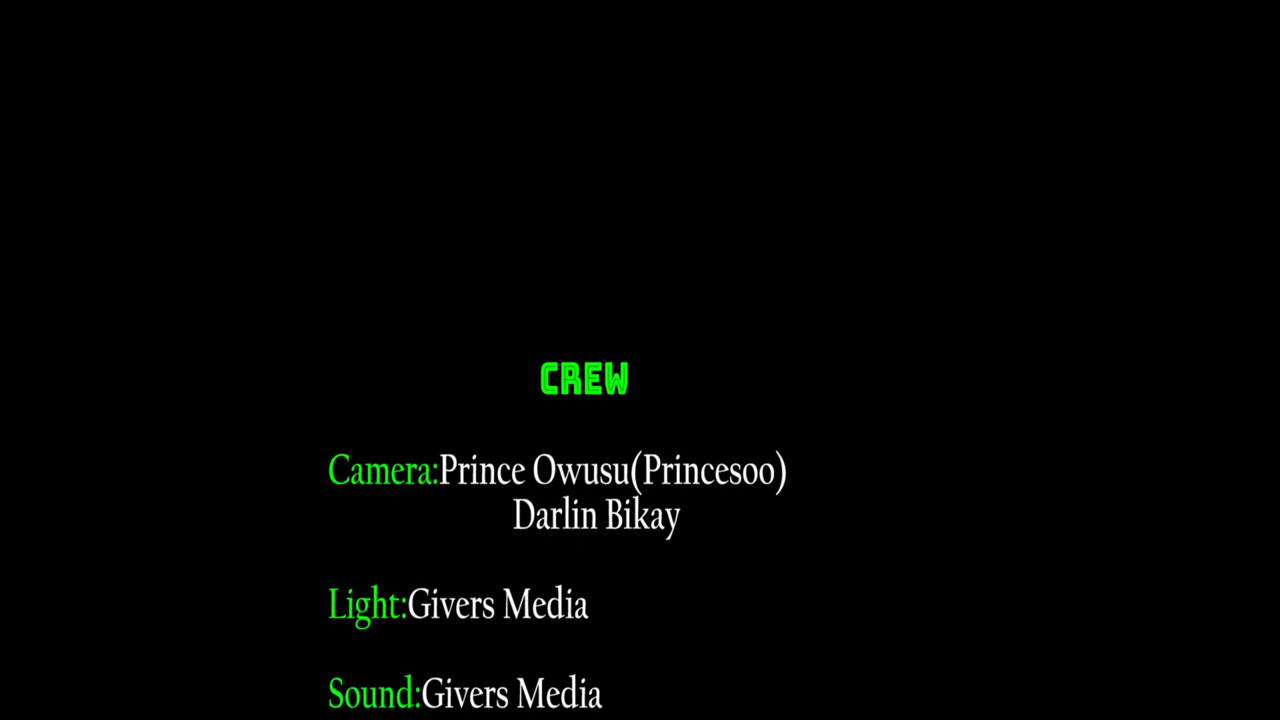 CREW
Camera:Prince Owusu(Princesoo)
Darlin Bikay
Light:Givers Media
Sound:Givers Media